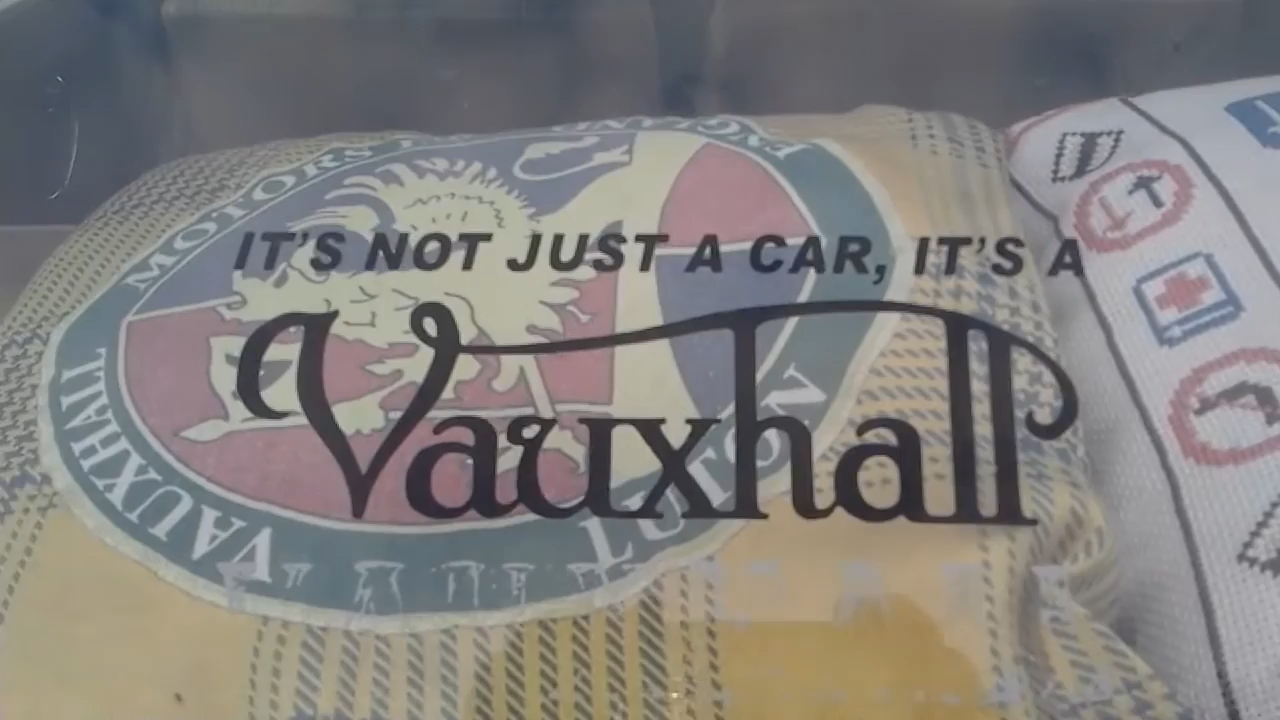 IT'S NOT JUST A CAR, IT'S A
Vauxhall
VAUXHALL MOTORS
ENGLAND
LUTON